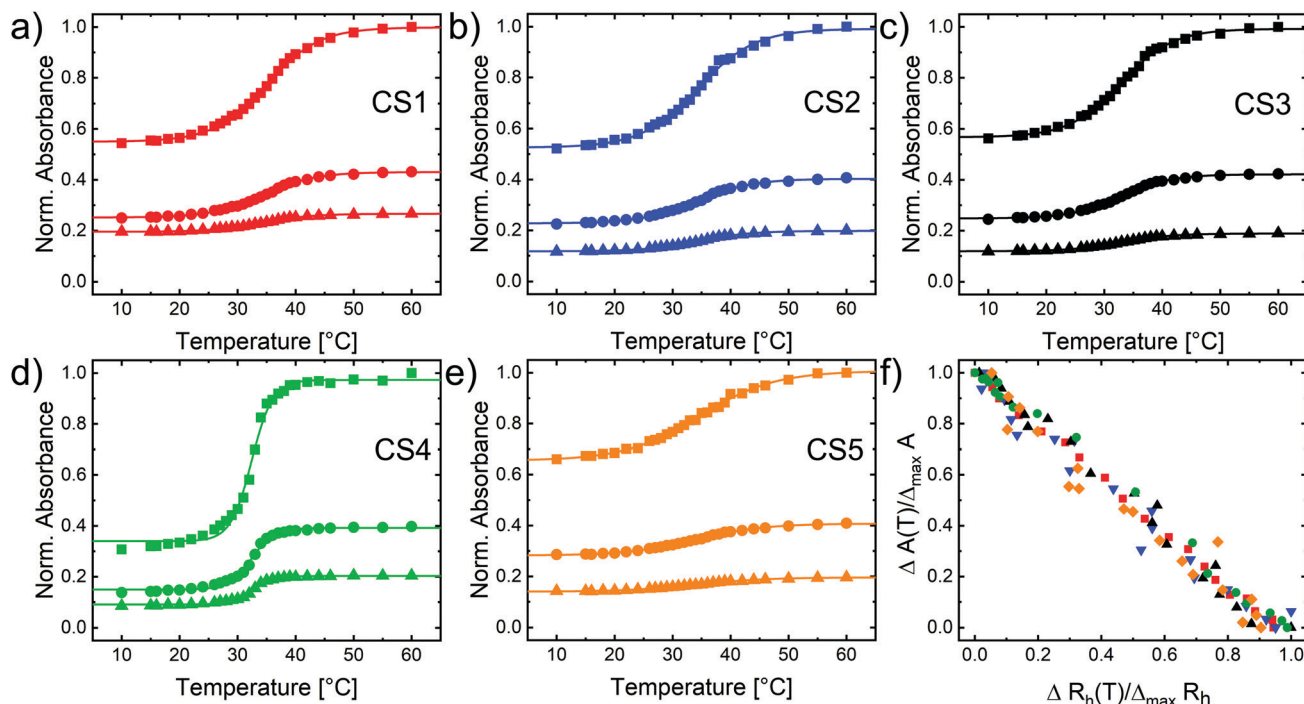 a)
1.0
0.8
0.6
0.4
0.2
0.0
Norm. Absorbance
CS1
10 20 30 40 50 60
Temperature [°C]
b)
1.0
0.8
0.6
0.4
0.2
0.0
Norm. Absorbance
CS2
10 20 30 40 50 60
Temperature [°C]
c)
1.0
0.8
0.6
0.4
0.2
0.0
Norm. Absorbance
CS3
10 20 30 40 50 60
Temperature [°C]
d)
1.0
0.8
0.6
0.4
0.2
0.0
Norm. Absorbance
CS4
10 20 30 40 50 60
Temperature [°C]
e)
1.0
0.8
0.6
0.4
0.2
0.0
Norm. Absorbance
CS5
10 20 30 40 50 60
Temperature [°C]
f)
1.0
0.8
0.6
0.4
0.2
0.0
Δ A(T)/Δmax A
0.0 0.2 0.4 0.6 0.8 1.0
Δ Rh(T)/Δmax Rh